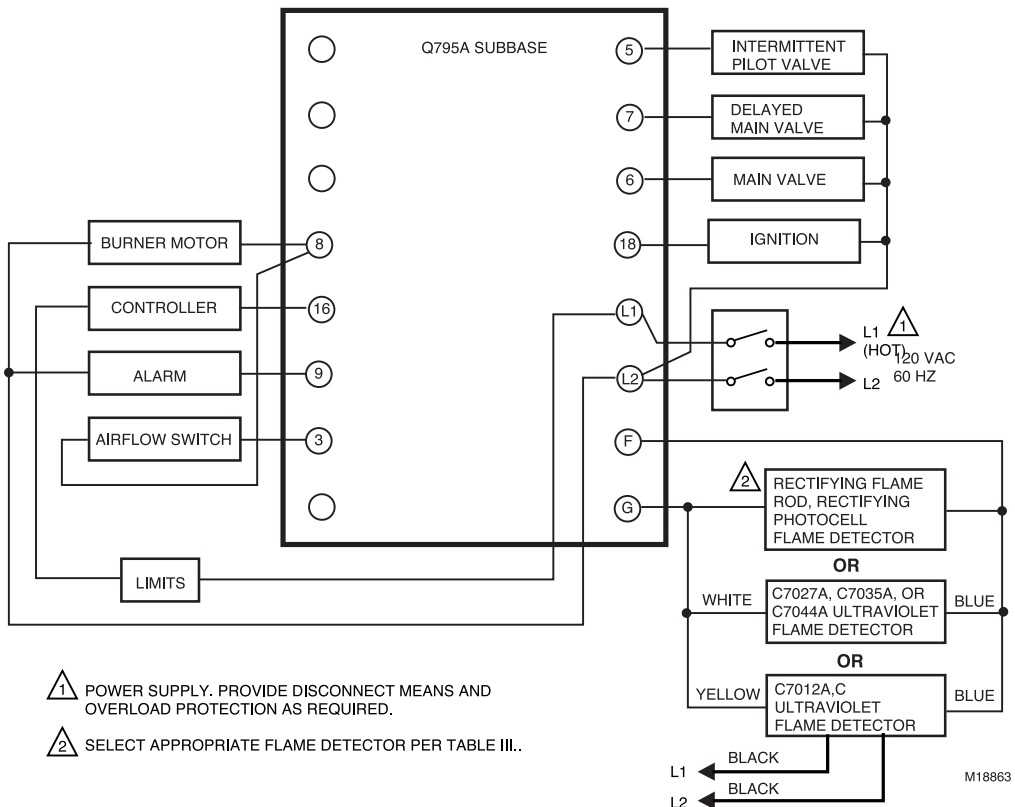 Q795A SUBBASE
5
INTERMITTENT
PILOT VALVE
7
DELAYED
MAIN VALVE
6
MAIN VALVE
18
IGNITION
BURNER MOTOR
8
CONTROLLER
16
ALARM
9
AIRFLOW SWITCH
3
LIMITS
L1
L2
F
G
L1
(HOT)
1
120 VAC
60 HZ
L2
2
RECTIFYING FLAME
ROD, RECTIFYING
PHOTOCELL
FLAME DETECTOR
OR
WHITE
C7027A, C7035A, OR
C7044A ULTRAVIOLET
FLAME DETECTOR
BLUE
OR
YELLOW
C7012A,C
ULTRAVIOLET
FLAME DETECTOR
BLUE
L1
BLACK
L2
BLACK
1 POWER SUPPLY. PROVIDE DISCONNECT MEANS AND
OVERLOAD PROTECTION AS REQUIRED.
2 SELECT APPROPRIATE FLAME DETECTOR PER TABLE III..
M18863